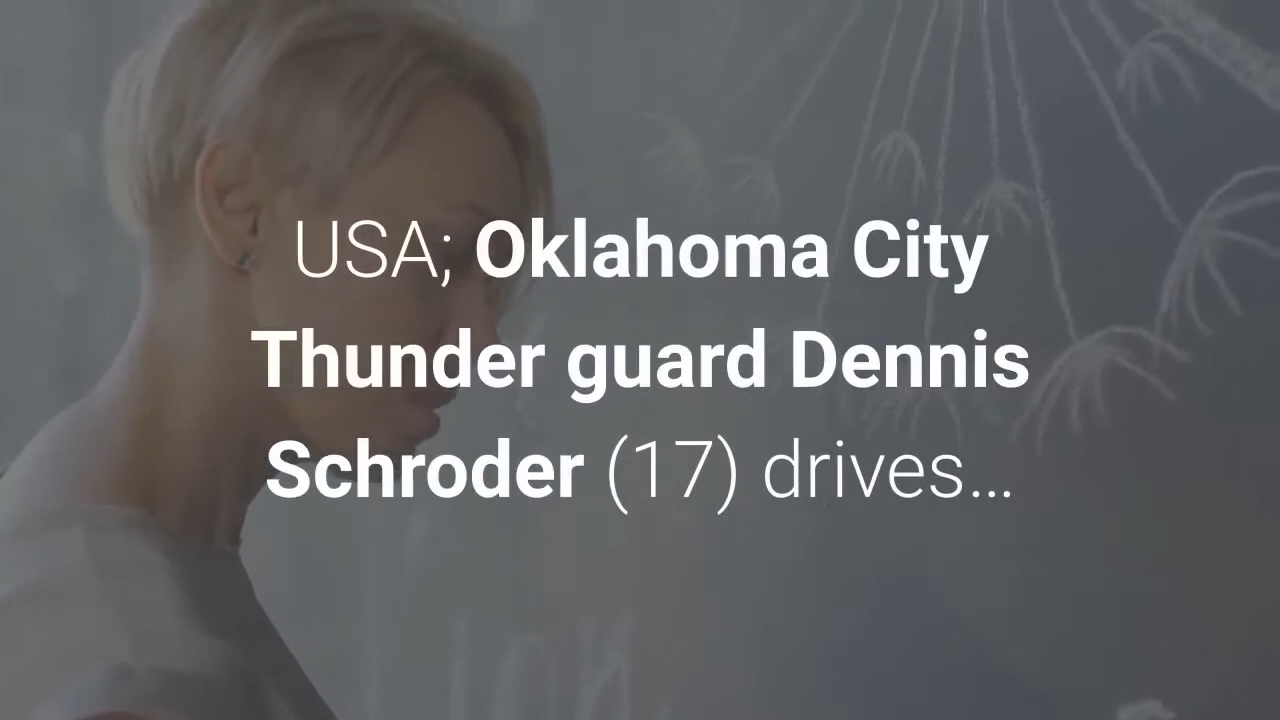 USA; Oklahoma City
Thunder guard Dennis
Schroder (17) drives…